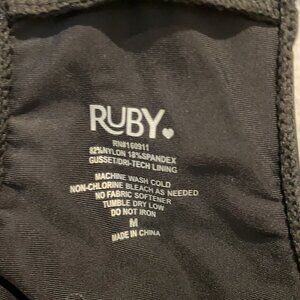 RUBY♥
RN#160911
82%NYLON 18%SPANDEX
GUSSET/DRI-TECH LINING
MACHINE WASH COLD
NON-CHLORINE BLEACH AS NEEDED
NO FABRIC SOFTENER
TUMBLE DRY LOW
DO NOT IRON
M
MADE IN CHINA